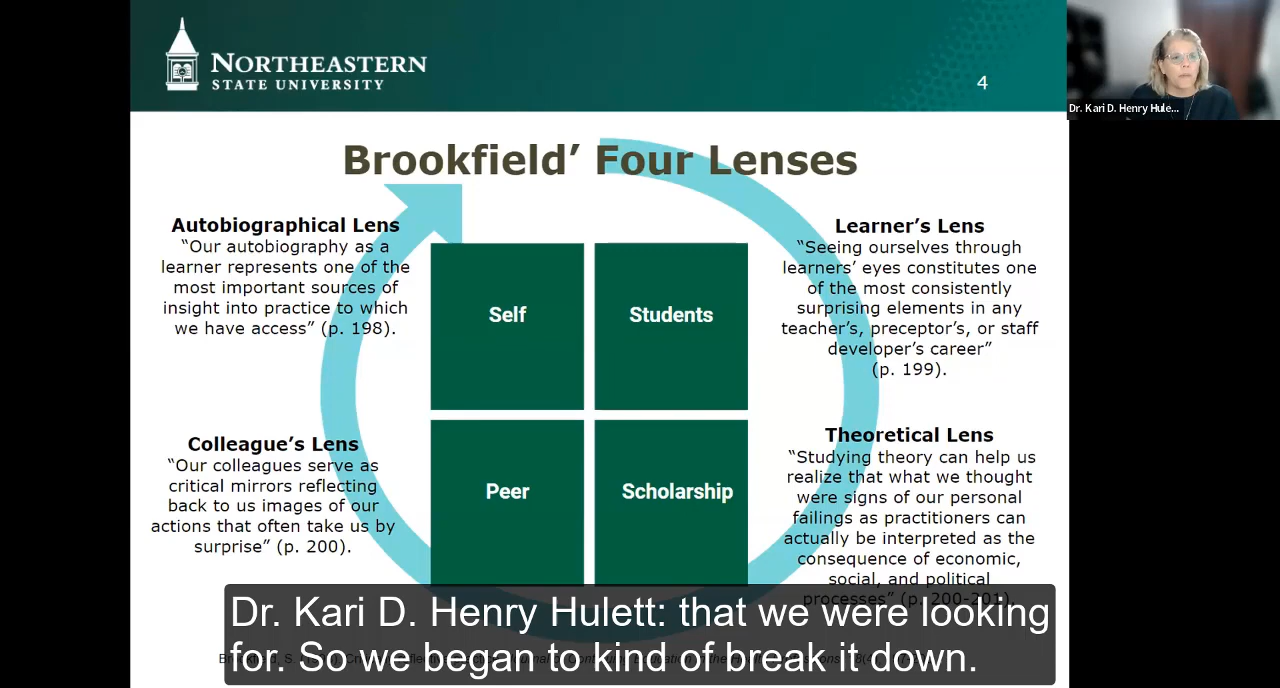 NORTHEASTERN
STATE UNIVERSITY
4
Dr. Kari D. Henry Hule...
Brookfield’ Four Lenses
Autobiographical Lens
“Our autobiography as a
learner represents one of the
most important sources of
insight into practice to which
we have access” (p. 198).
Learner’s Lens
“Seeing ourselves through
learners’ eyes constitutes one
of the most consistently
surprising elements in any
teacher’s, preceptor’s, or staff
developer’s career”
(p. 199).
Self
Students
Colleague’s Lens
“Our colleagues serve as
critical mirrors reflecting
back to us images of our
actions that often take us by
surprise” (p. 200).
Theoretical Lens
“Studying theory can help us
realize that what we thought
were signs of our personal
failings as practitioners can
actually be interpreted as the
consequence of economic,
social, and political
processes” (p. 200-201).
Peer
Scholarship
Dr. Kari D. Henry Hulett: that we were looking
for. So we began to kind of break it down.